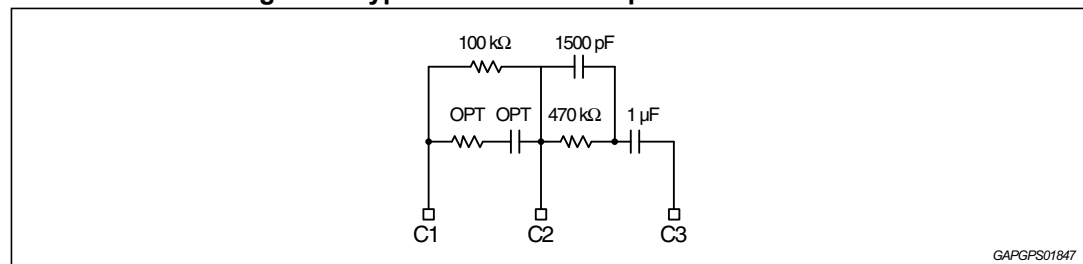 100 kΩ 1500 pF
OPT OPT 470 kΩ 1 µF
C1 C2 C3
GAPGPS01847